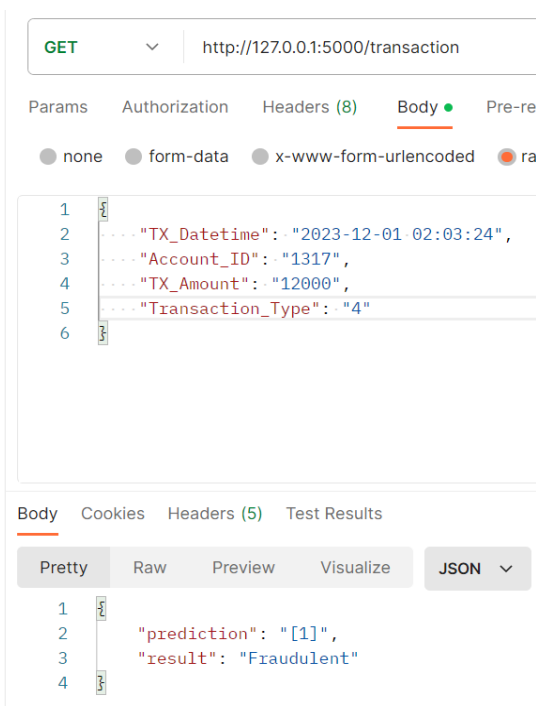 GET http://127.0.0.1:5000/transaction
Params Authorization Headers (8) Body Pre-re
none form-data x-www-form-urlencoded ra
1 {
2 "TX_Datetime": "2023-12-01 02:03:24",
3 "Account_ID": "1317",
4 "TX_Amount": "12000",
5 "Transaction_Type": "4"
6 }
Body Cookies Headers (5) Test Results
Pretty Raw Preview Visualize JSON
1 {
2 "prediction": "[1]",
3 "result": "Fraudulent"
4 }